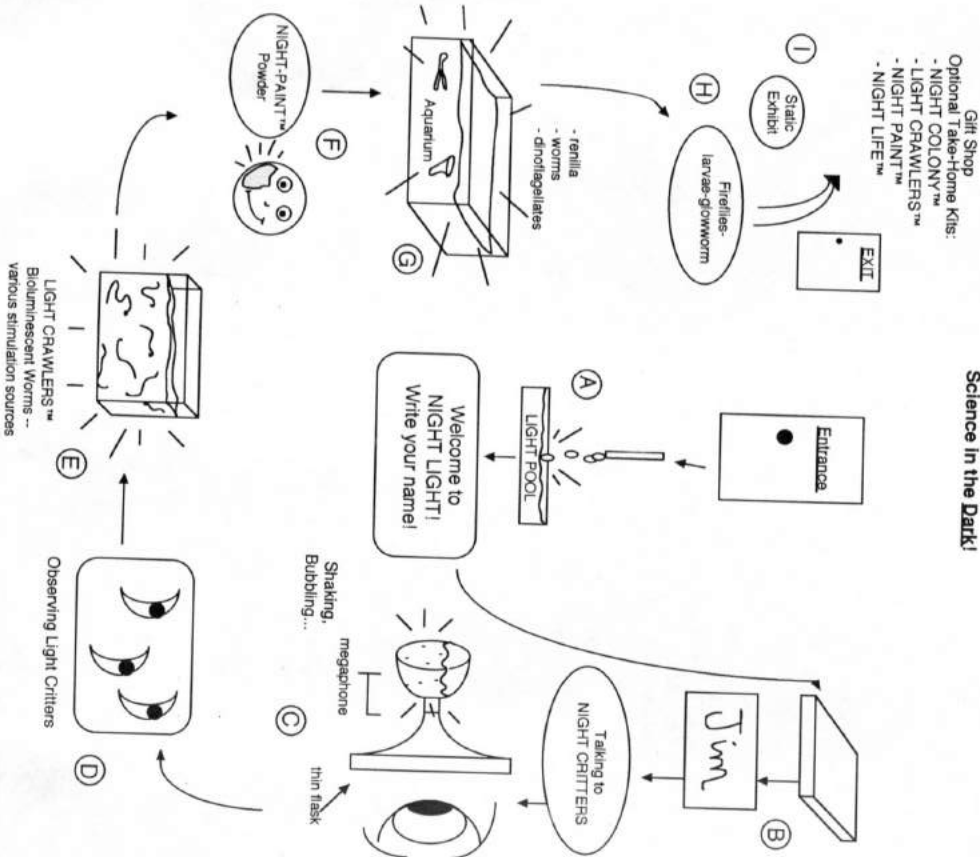 Science in the Dark!
Entrance
A
LIGHT POOL
Welcome to
NIGHT LIGHT!
Write your name!
B
Jim
Talking to
NIGHT CRITTERS
Shaking,
Bubbling...
megaphone
C
thin flask
D
Observing Light Critters
E
LIGHT CRAWLERS™
Bioluminescent Worms --
various stimulation sources
F
NIGHT-PAINT™
Powder
G
Aquarium
- renilla
- worms
- dinoflagellates
H
Fireflies-
larvae-glowworm
I
Static
Exhibit
EXIT
Gift Shop
Optional Take-Home Kits:
- NIGHT COLONY™
- LIGHT CRAWLERS™
- NIGHT PAINT™
- NIGHT LIFE™